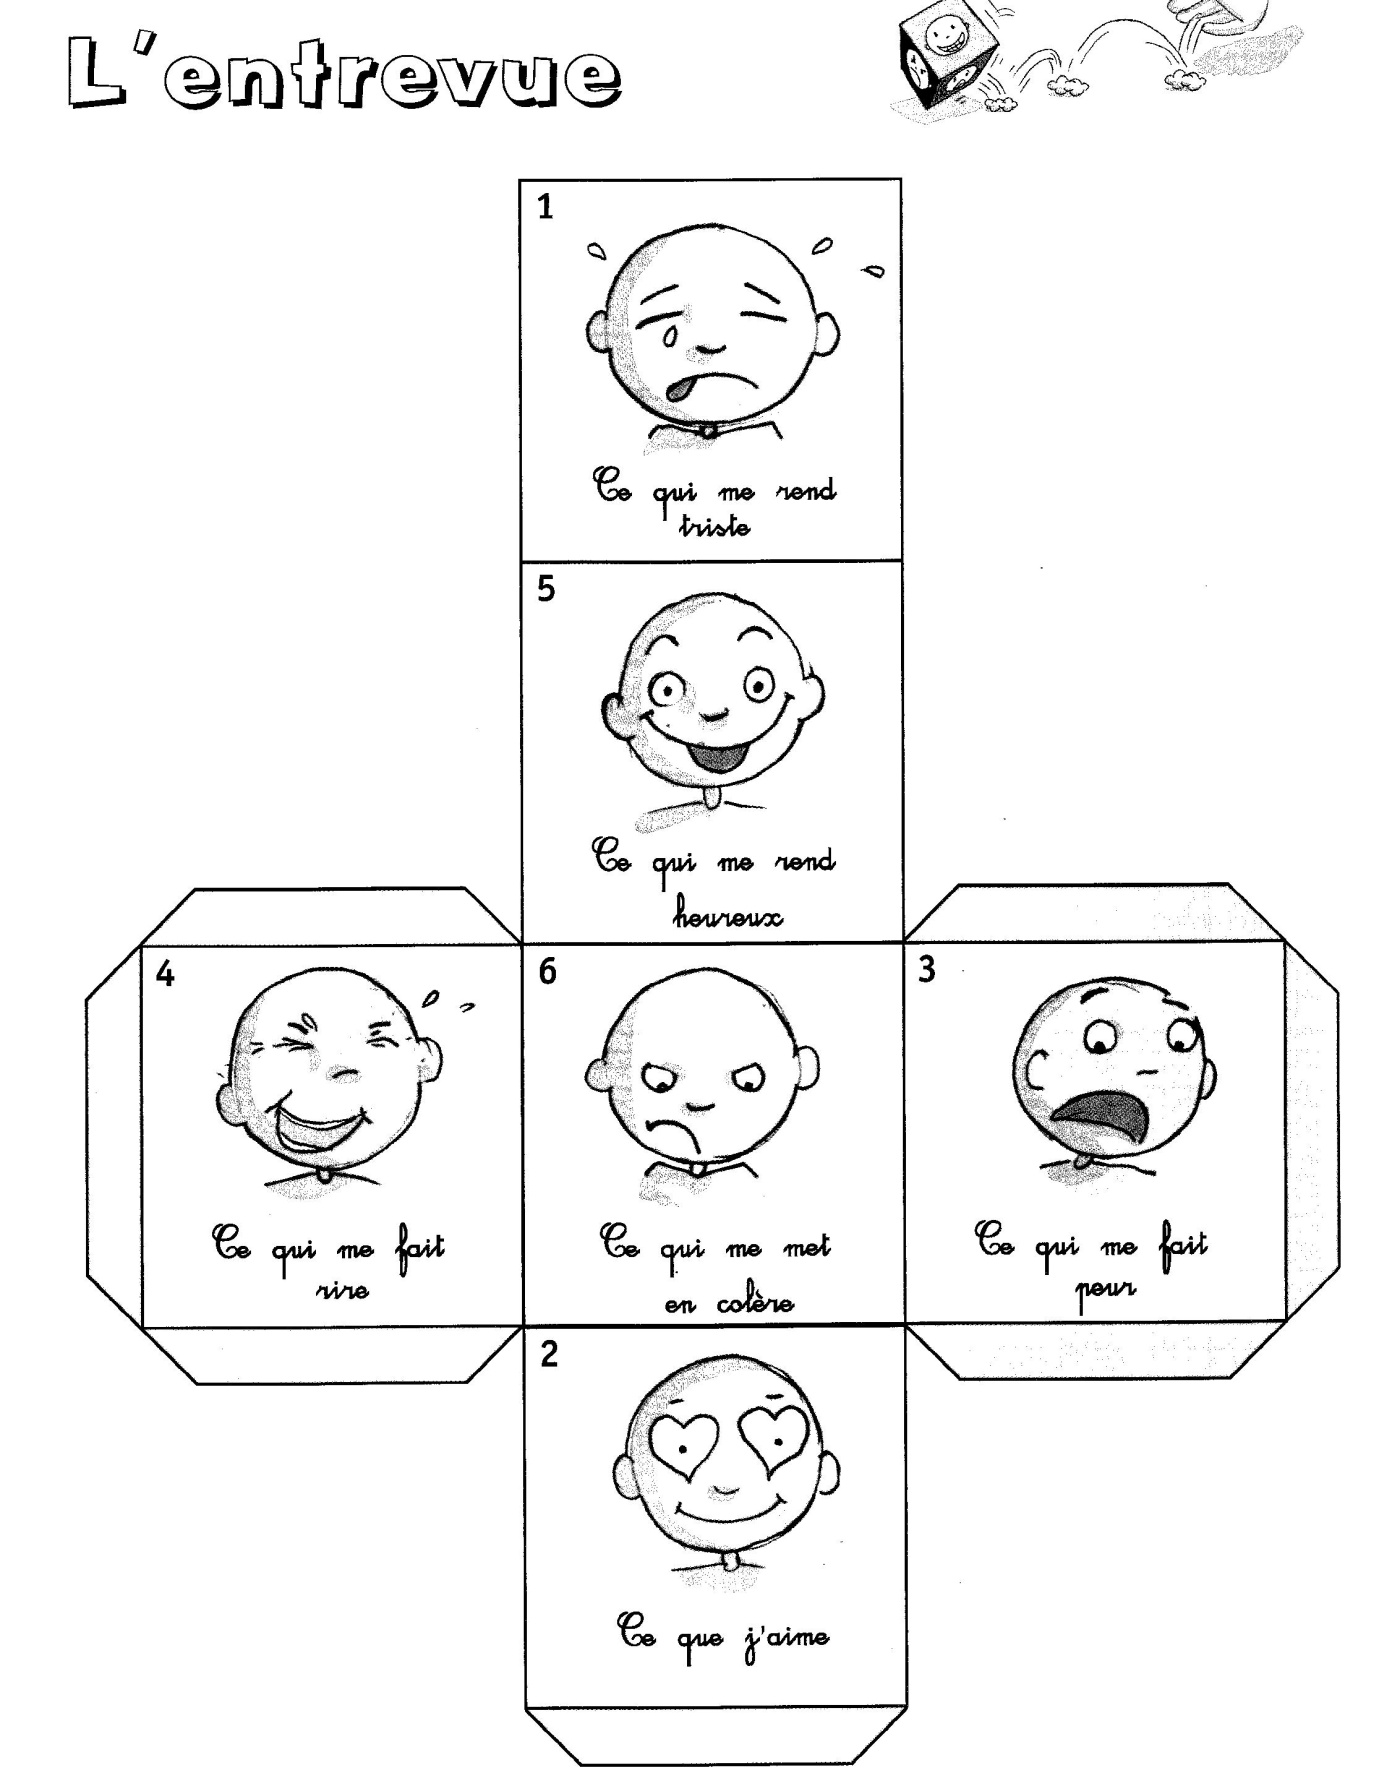 L'entrevue
1
Ce qui me rend
triste
5
Ce qui me rend
heureux
4
Ce qui me fait
rire
6
Ce qui me met
en colère
3
Ce qui me fait
peur
2
Ce que j'aime